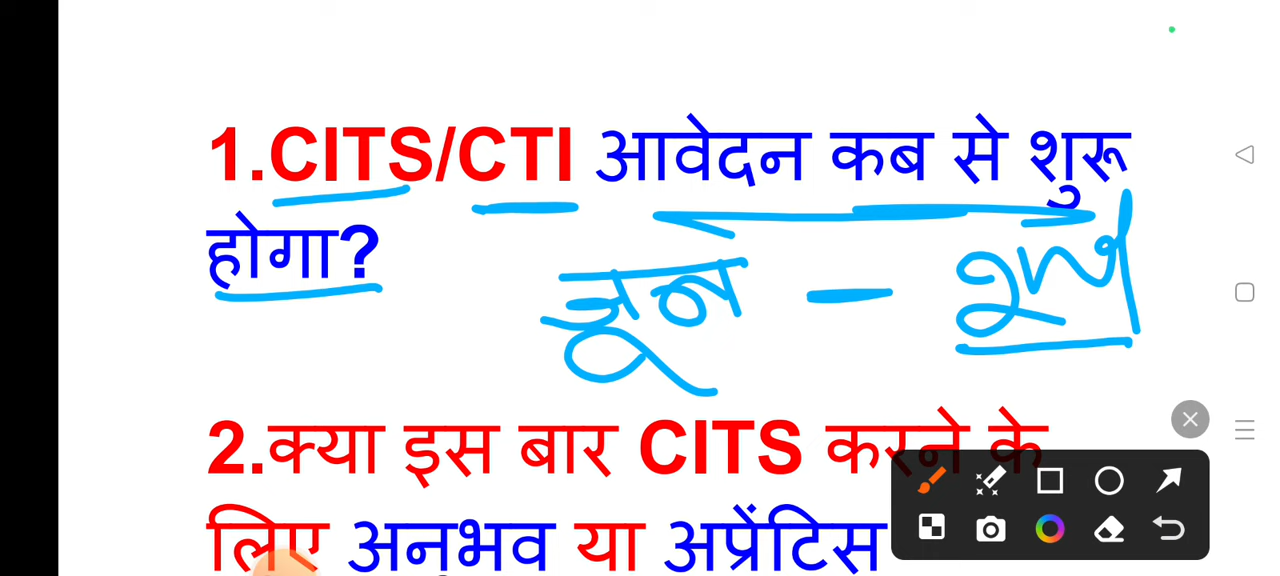 1.CITS/CTI आवेदन कब से शुरू
होगा?
जून -
2.क्या इस बार CITS करने के
लिए अनुभव या अप्रेंटिस